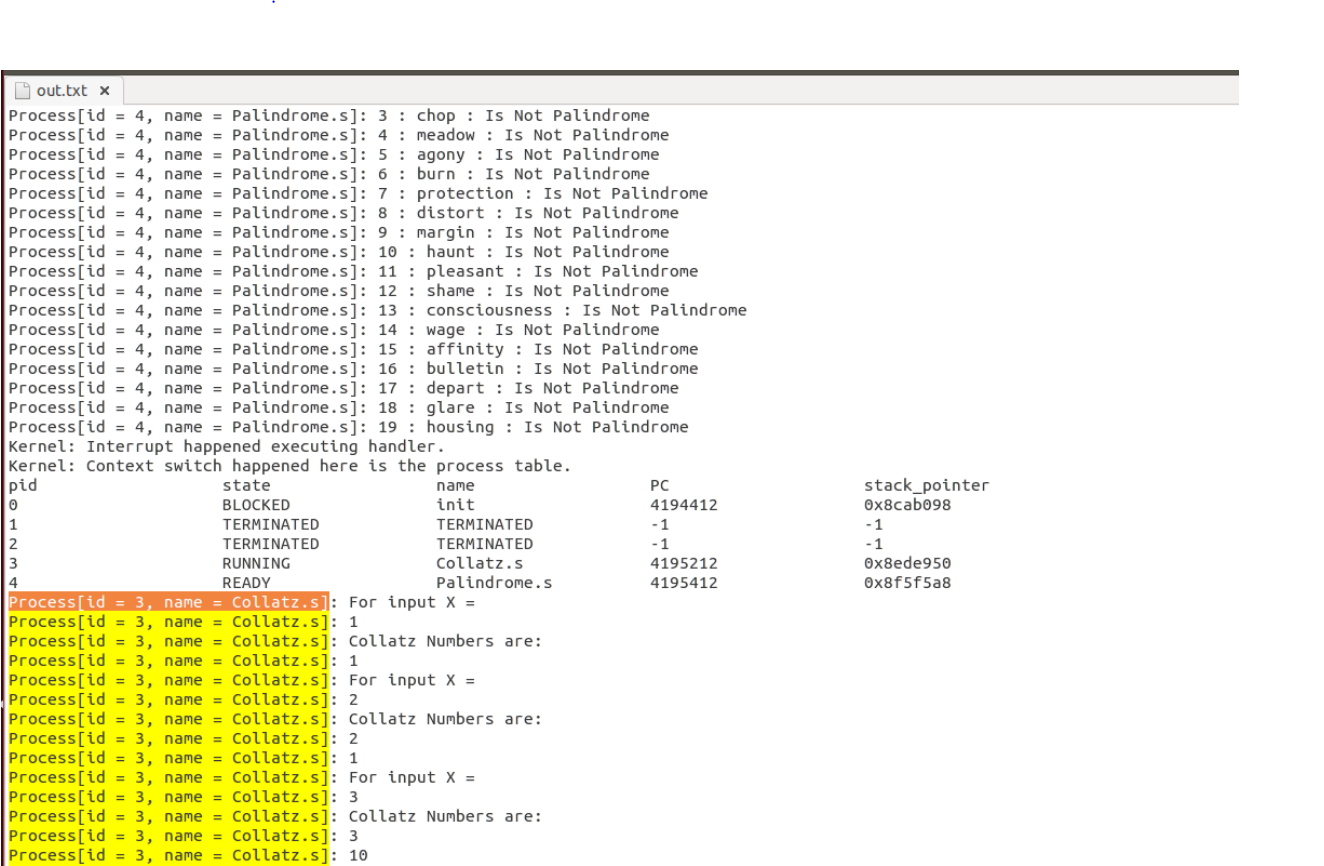 out.txt ×
Process[id = 4, name = Palindrome.s]: 3 : chop : Is Not Palindrome
Process[id = 4, name = Palindrome.s]: 4 : meadow : Is Not Palindrome
Process[id = 4, name = Palindrome.s]: 5 : agony : Is Not Palindrome
Process[id = 4, name = Palindrome.s]: 6 : burn : Is Not Palindrome
Process[id = 4, name = Palindrome.s]: 7 : protection : Is Not Palindrome
Process[id = 4, name = Palindrome.s]: 8 : distort : Is Not Palindrome
Process[id = 4, name = Palindrome.s]: 9 : margin : Is Not Palindrome
Process[id = 4, name = Palindrome.s]: 10 : haunt : Is Not Palindrome
Process[id = 4, name = Palindrome.s]: 11 : pleasant : Is Not Palindrome
Process[id = 4, name = Palindrome.s]: 12 : shame : Is Not Palindrome
Process[id = 4, name = Palindrome.s]: 13 : consciousness : Is Not Palindrome
Process[id = 4, name = Palindrome.s]: 14 : wage : Is Not Palindrome
Process[id = 4, name = Palindrome.s]: 15 : affinity : Is Not Palindrome
Process[id = 4, name = Palindrome.s]: 16 : bulletin : Is Not Palindrome
Process[id = 4, name = Palindrome.s]: 17 : depart : Is Not Palindrome
Process[id = 4, name = Palindrome.s]: 18 : glare : Is Not Palindrome
Process[id = 4, name = Palindrome.s]: 19 : housing : Is Not Palindrome
Kernel: Interrupt happened executing handler.
Kernel: Context switch happened here is the process table.
pid state name PC stack_pointer
0 BLOCKED init 4194412 0x8cab098
1 TERMINATED TERMINATED -1 -1
2 TERMINATED TERMINATED -1 -1
3 RUNNING Collatz.s 4195212 0x8ede950
4 READY Palindrome.s 4195412 0x8f5f5a8
Process[id = 3, name = Collatz.s]: For input X =
Process[id = 3, name = Collatz.s]: 1
Process[id = 3, name = Collatz.s]: Collatz Numbers are:
Process[id = 3, name = Collatz.s]: 1
Process[id = 3, name = Collatz.s]: For input X =
Process[id = 3, name = Collatz.s]: 2
Process[id = 3, name = Collatz.s]: Collatz Numbers are:
Process[id = 3, name = Collatz.s]: 2
Process[id = 3, name = Collatz.s]: 1
Process[id = 3, name = Collatz.s]: For input X =
Process[id = 3, name = Collatz.s]: 3
Process[id = 3, name = Collatz.s]: Collatz Numbers are:
Process[id = 3, name = Collatz.s]: 3
Process[id = 3, name = Collatz.s]: 10